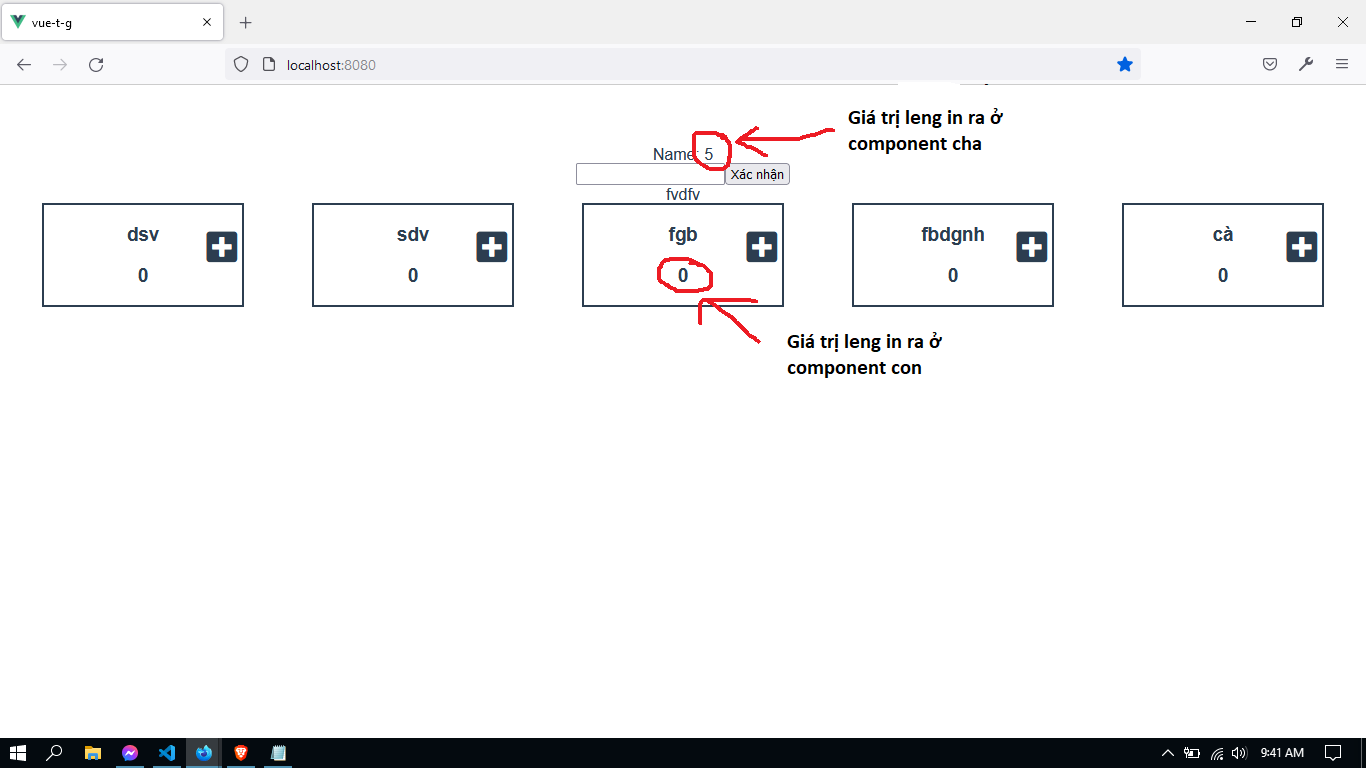 vue-t-g
localhost:8080
Giá trị leng in ra ở
component cha
Name: 5
Xác nhận
fvdfv
dsv
0
sdv
0
fgb
0
fbdgnh
0
cà
0
Giá trị leng in ra ở
component con
9:41 AM